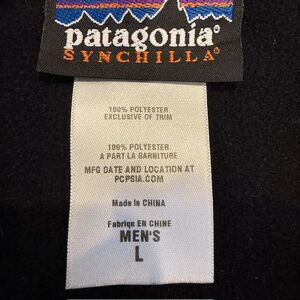 patagonia®
SYNCHILLA®
100% POLYESTER
EXCLUSIVE OF TRIM
100% POLYESTER
A PART LA GARNITURE
MFG DATE AND LOCATION AT
PCPSIA.COM
Made in CHINA
Fabriqe EN CHINE
MEN'S
L